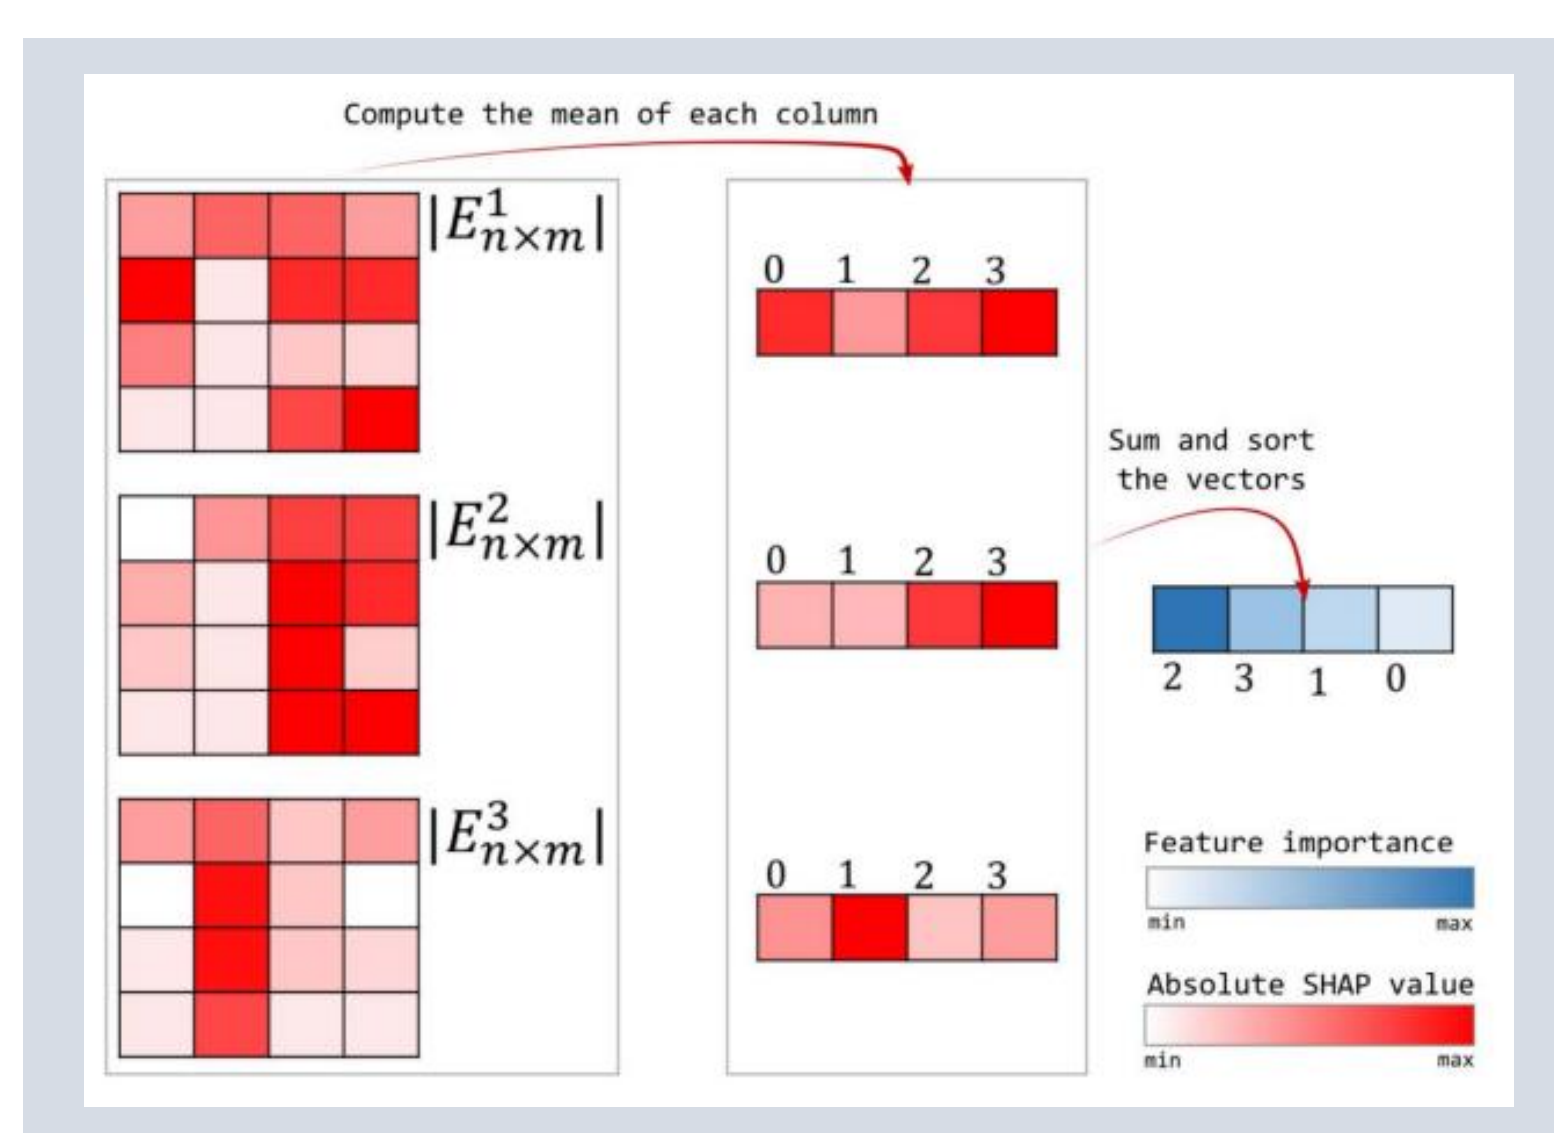 Compute the mean of each column
|E^1_{n×m}|
0 1 2 3
|E^2_{n×m}|
0 1 2 3
|E^3_{n×m}|
0 1 2 3
Sum and sort
the vectors
2 3 1 0
Feature importance
min max
Absolute SHAP value
min max